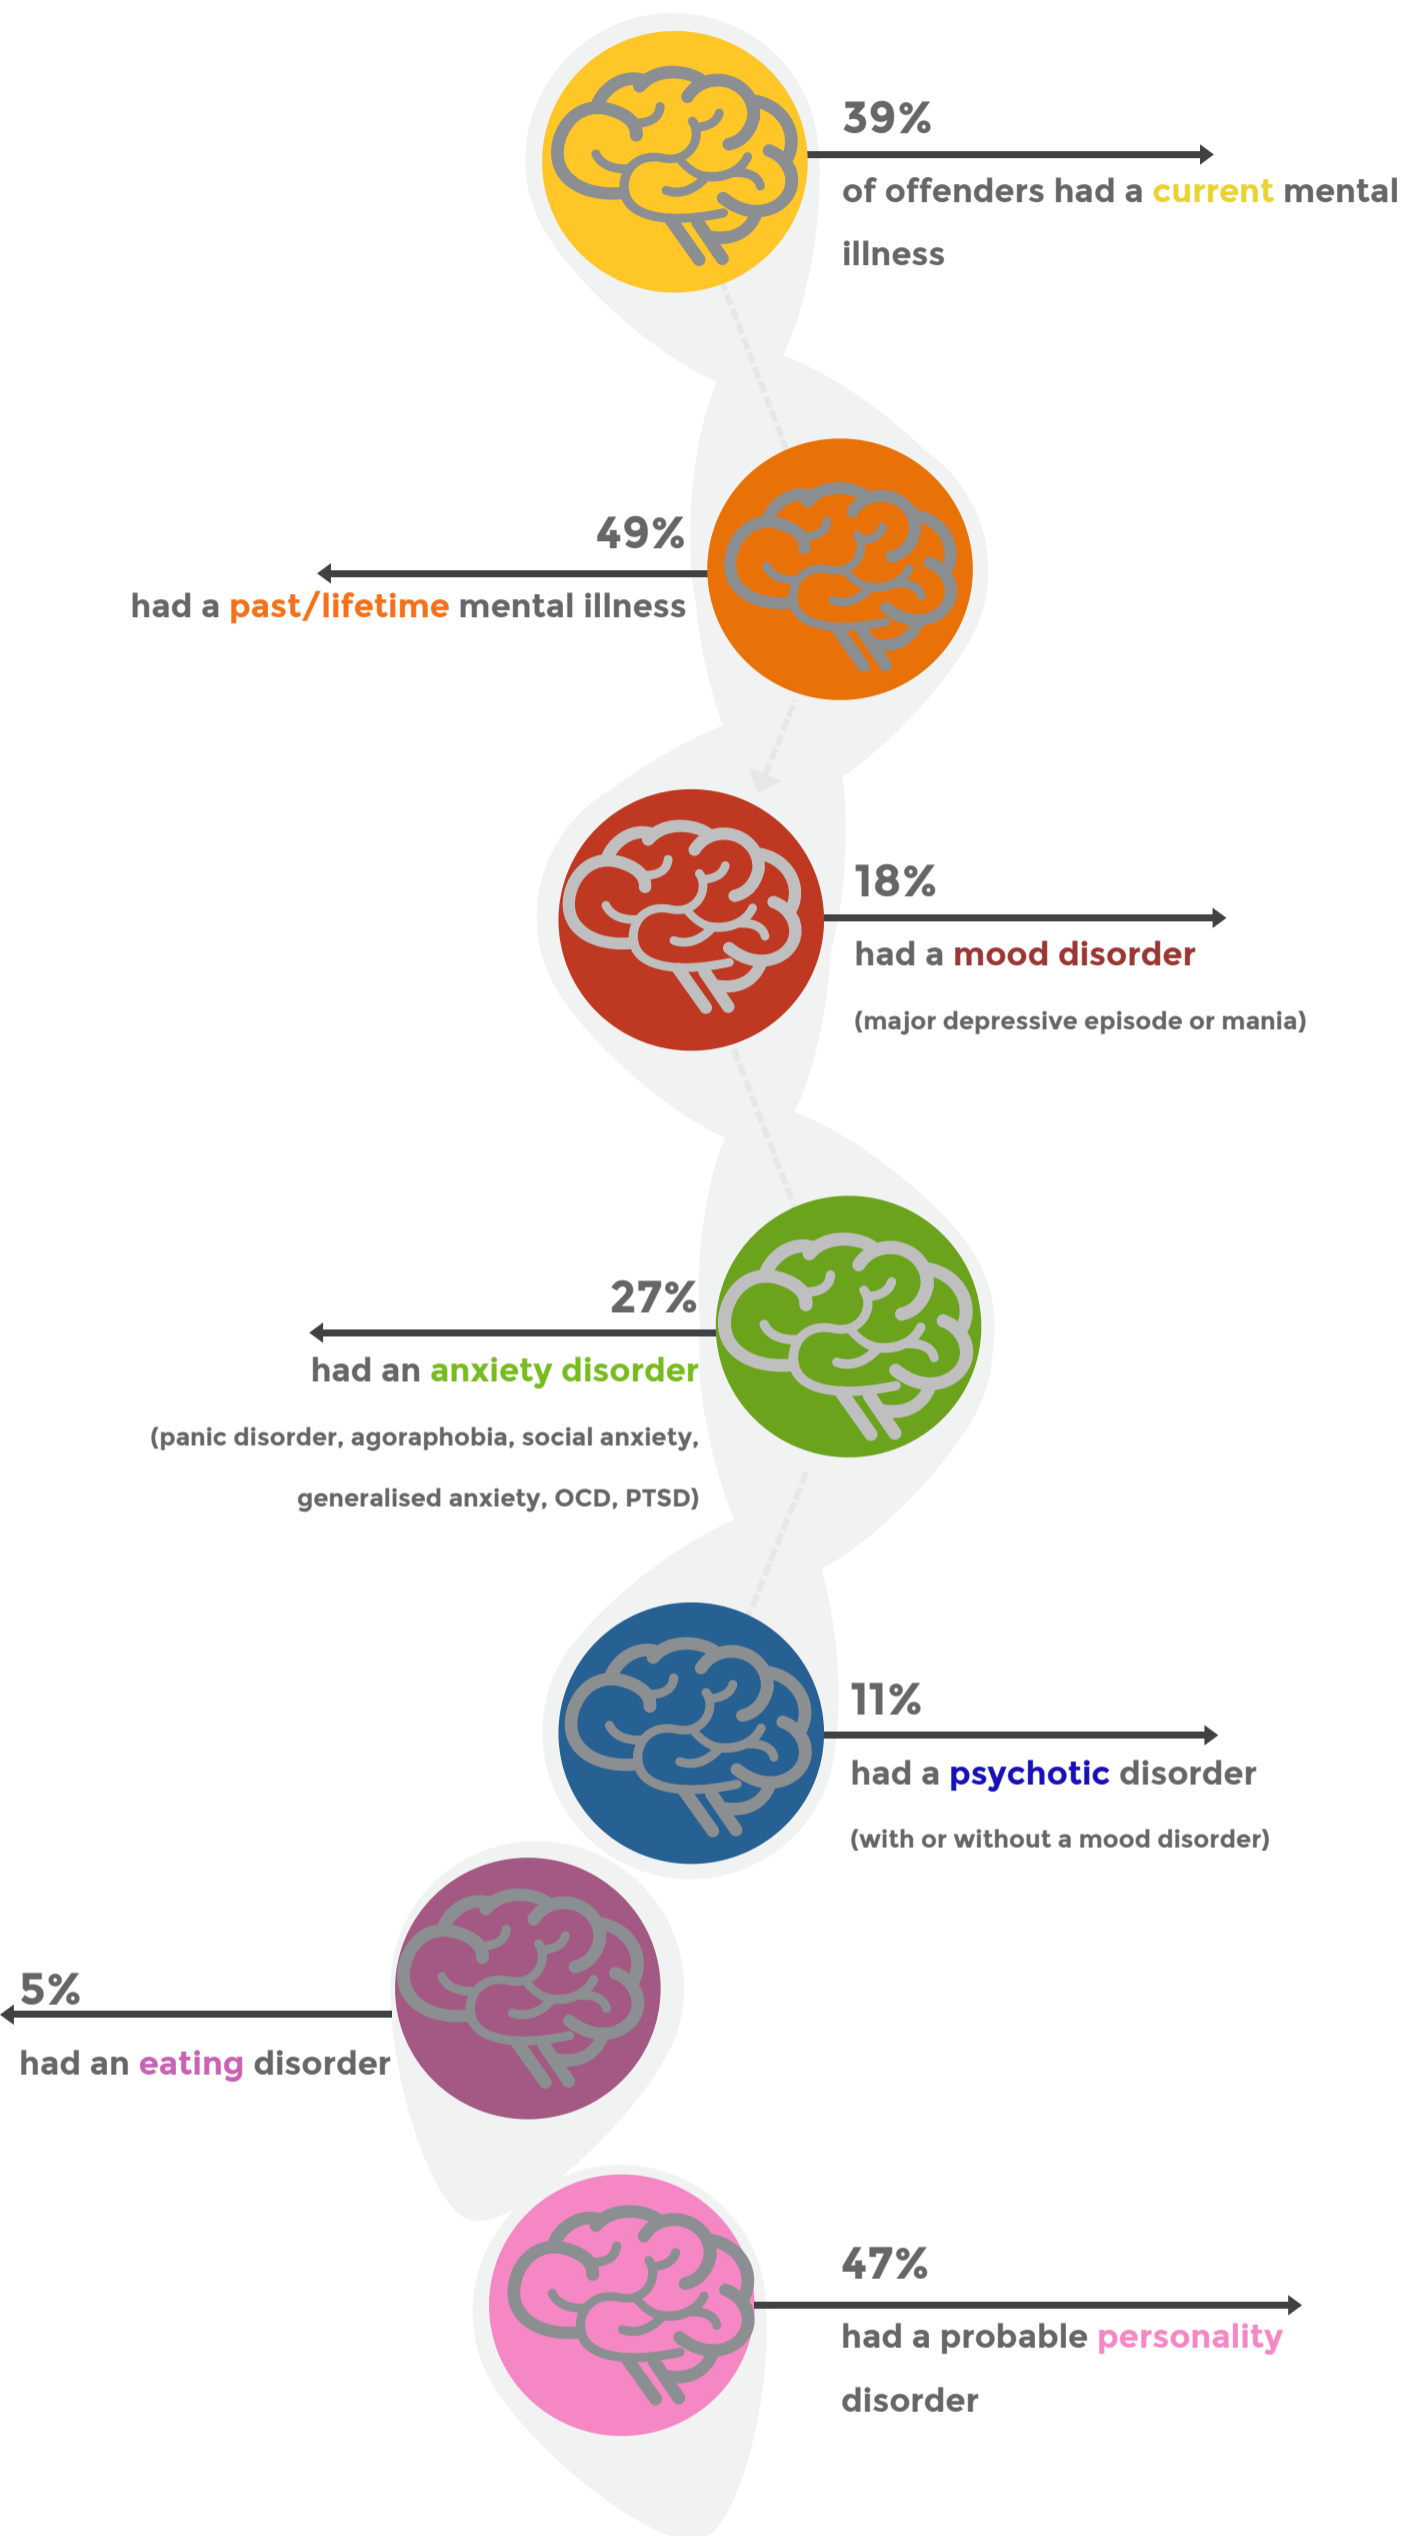 39%
of offenders had a current mental
illness
49%
had a past/lifetime mental illness
18%
had a mood disorder
(major depressive episode or mania)
27%
had an anxiety disorder
(panic disorder, agoraphobia, social anxiety,
generalised anxiety, OCD, PTSD)
11%
had a psychotic disorder
(with or without a mood disorder)
5%
had an eating disorder
47%
had a probable personality
disorder